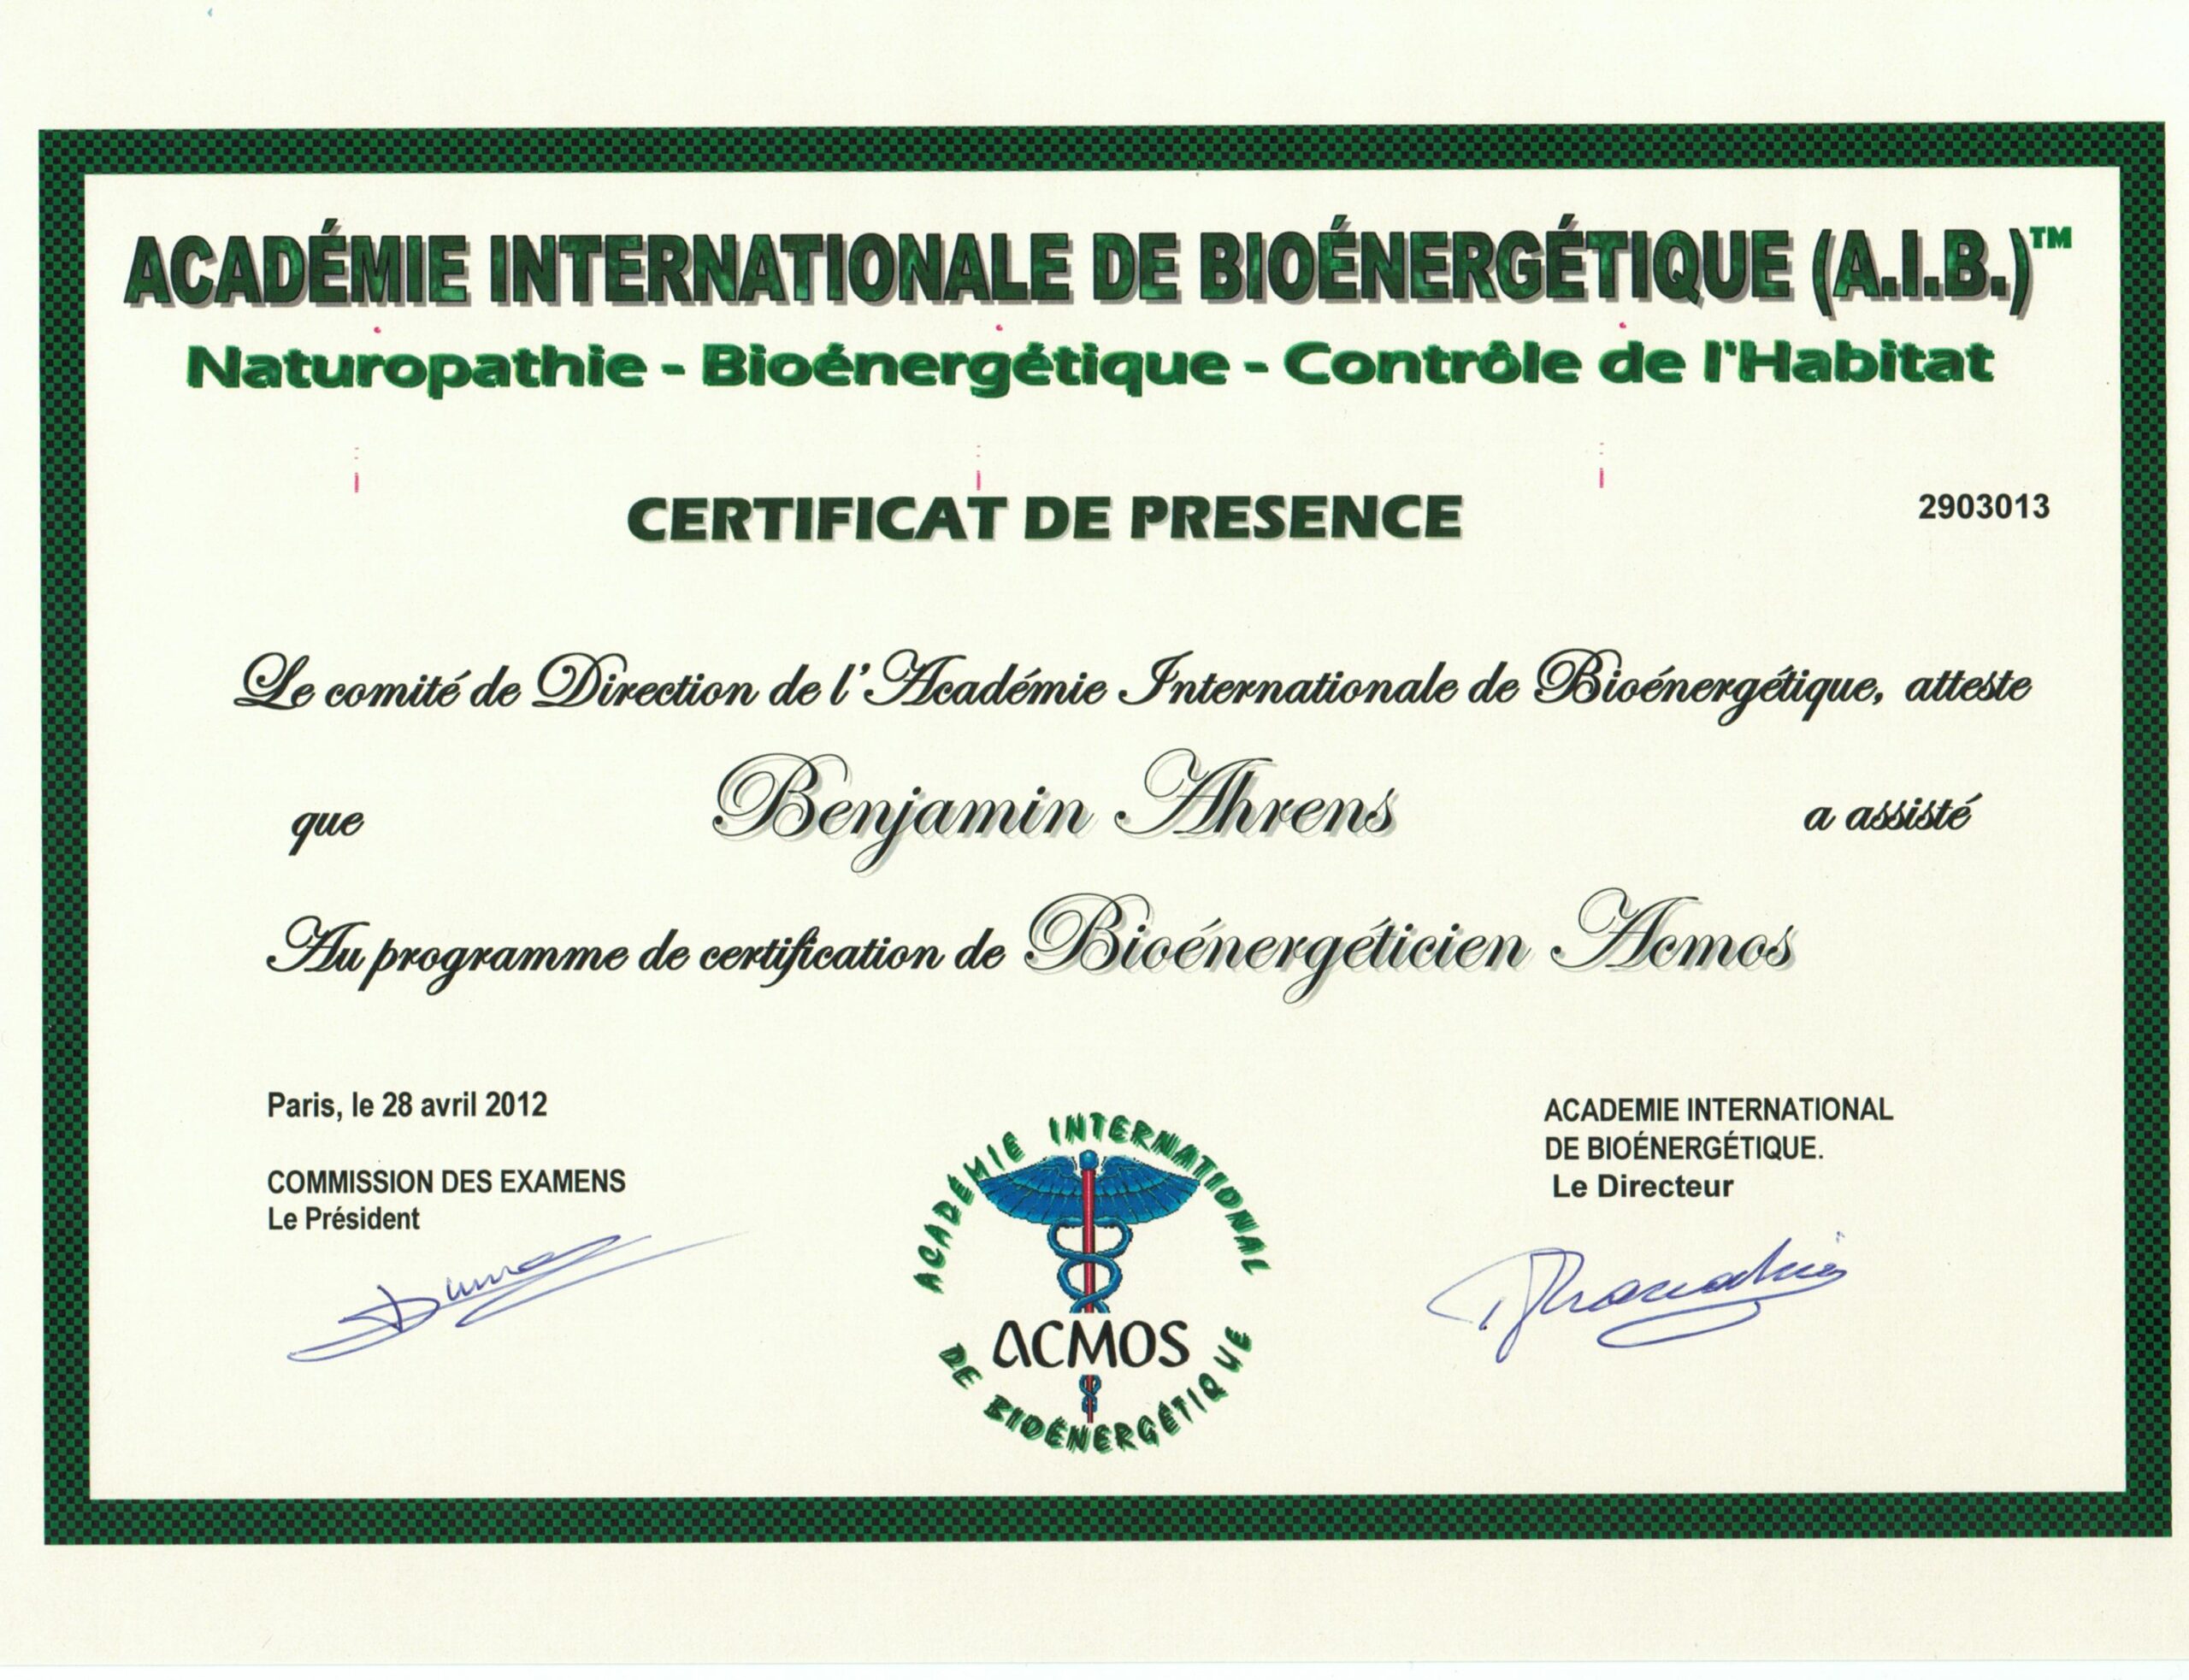 ACADÉMIE INTERNATIONALE DE BIOÉNERGÉTIQUE (A.I.B.)™
Naturopathie - Bioénergétique - Contrôle de l'Habitat
CERTIFICAT DE PRESENCE
2903013
Le comité de Direction de l'Académie Internationale de Bioénergétique, atteste
que Benjamin Ahrens a assisté
Au programme de certification de Bioénergéticien Acmos
Paris, le 28 avril 2012
COMMISSION DES EXAMENS
Le Président
ACADÉMIE INTERNATIONAL
ACMOS
DE BIOÉNERGÉTIQUE
ACADEMIE INTERNATIONAL
DE BIOÉNERGÉTIQUE.
Le Directeur